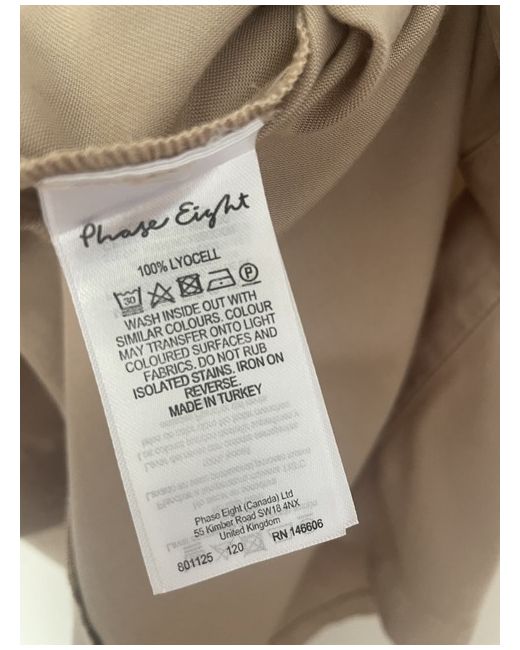 Phase Eight
100% LYOCELL
30 P
WASH INSIDE OUT WITH
SIMILAR COLOURS. COLOUR
MAY TRANSFER ONTO LIGHT
COLOURED SURFACES AND
FABRICS. DO NOT RUB
ISOLATED STAINS. IRON ON
REVERSE.
MADE IN TURKEY
Phase Eight (Canada) Ltd
55 Kimber Road SW18 4NX
United Kingdom
801125 120 RN 146606